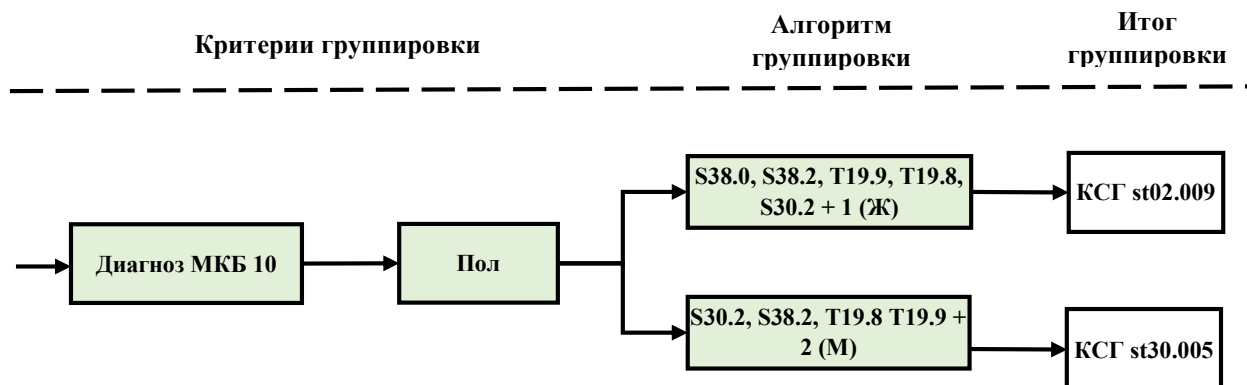 Критерии группировки
Алгоритм
группировки
Итог
группировки
Диагноз МКБ 10
Пол
S38.0, S38.2, T19.9, T19.8,
S30.2 + 1 (Ж)
КСГ st02.009
S30.2, S38.2, T19.8 T19.9 +
2 (М)
КСГ st30.005